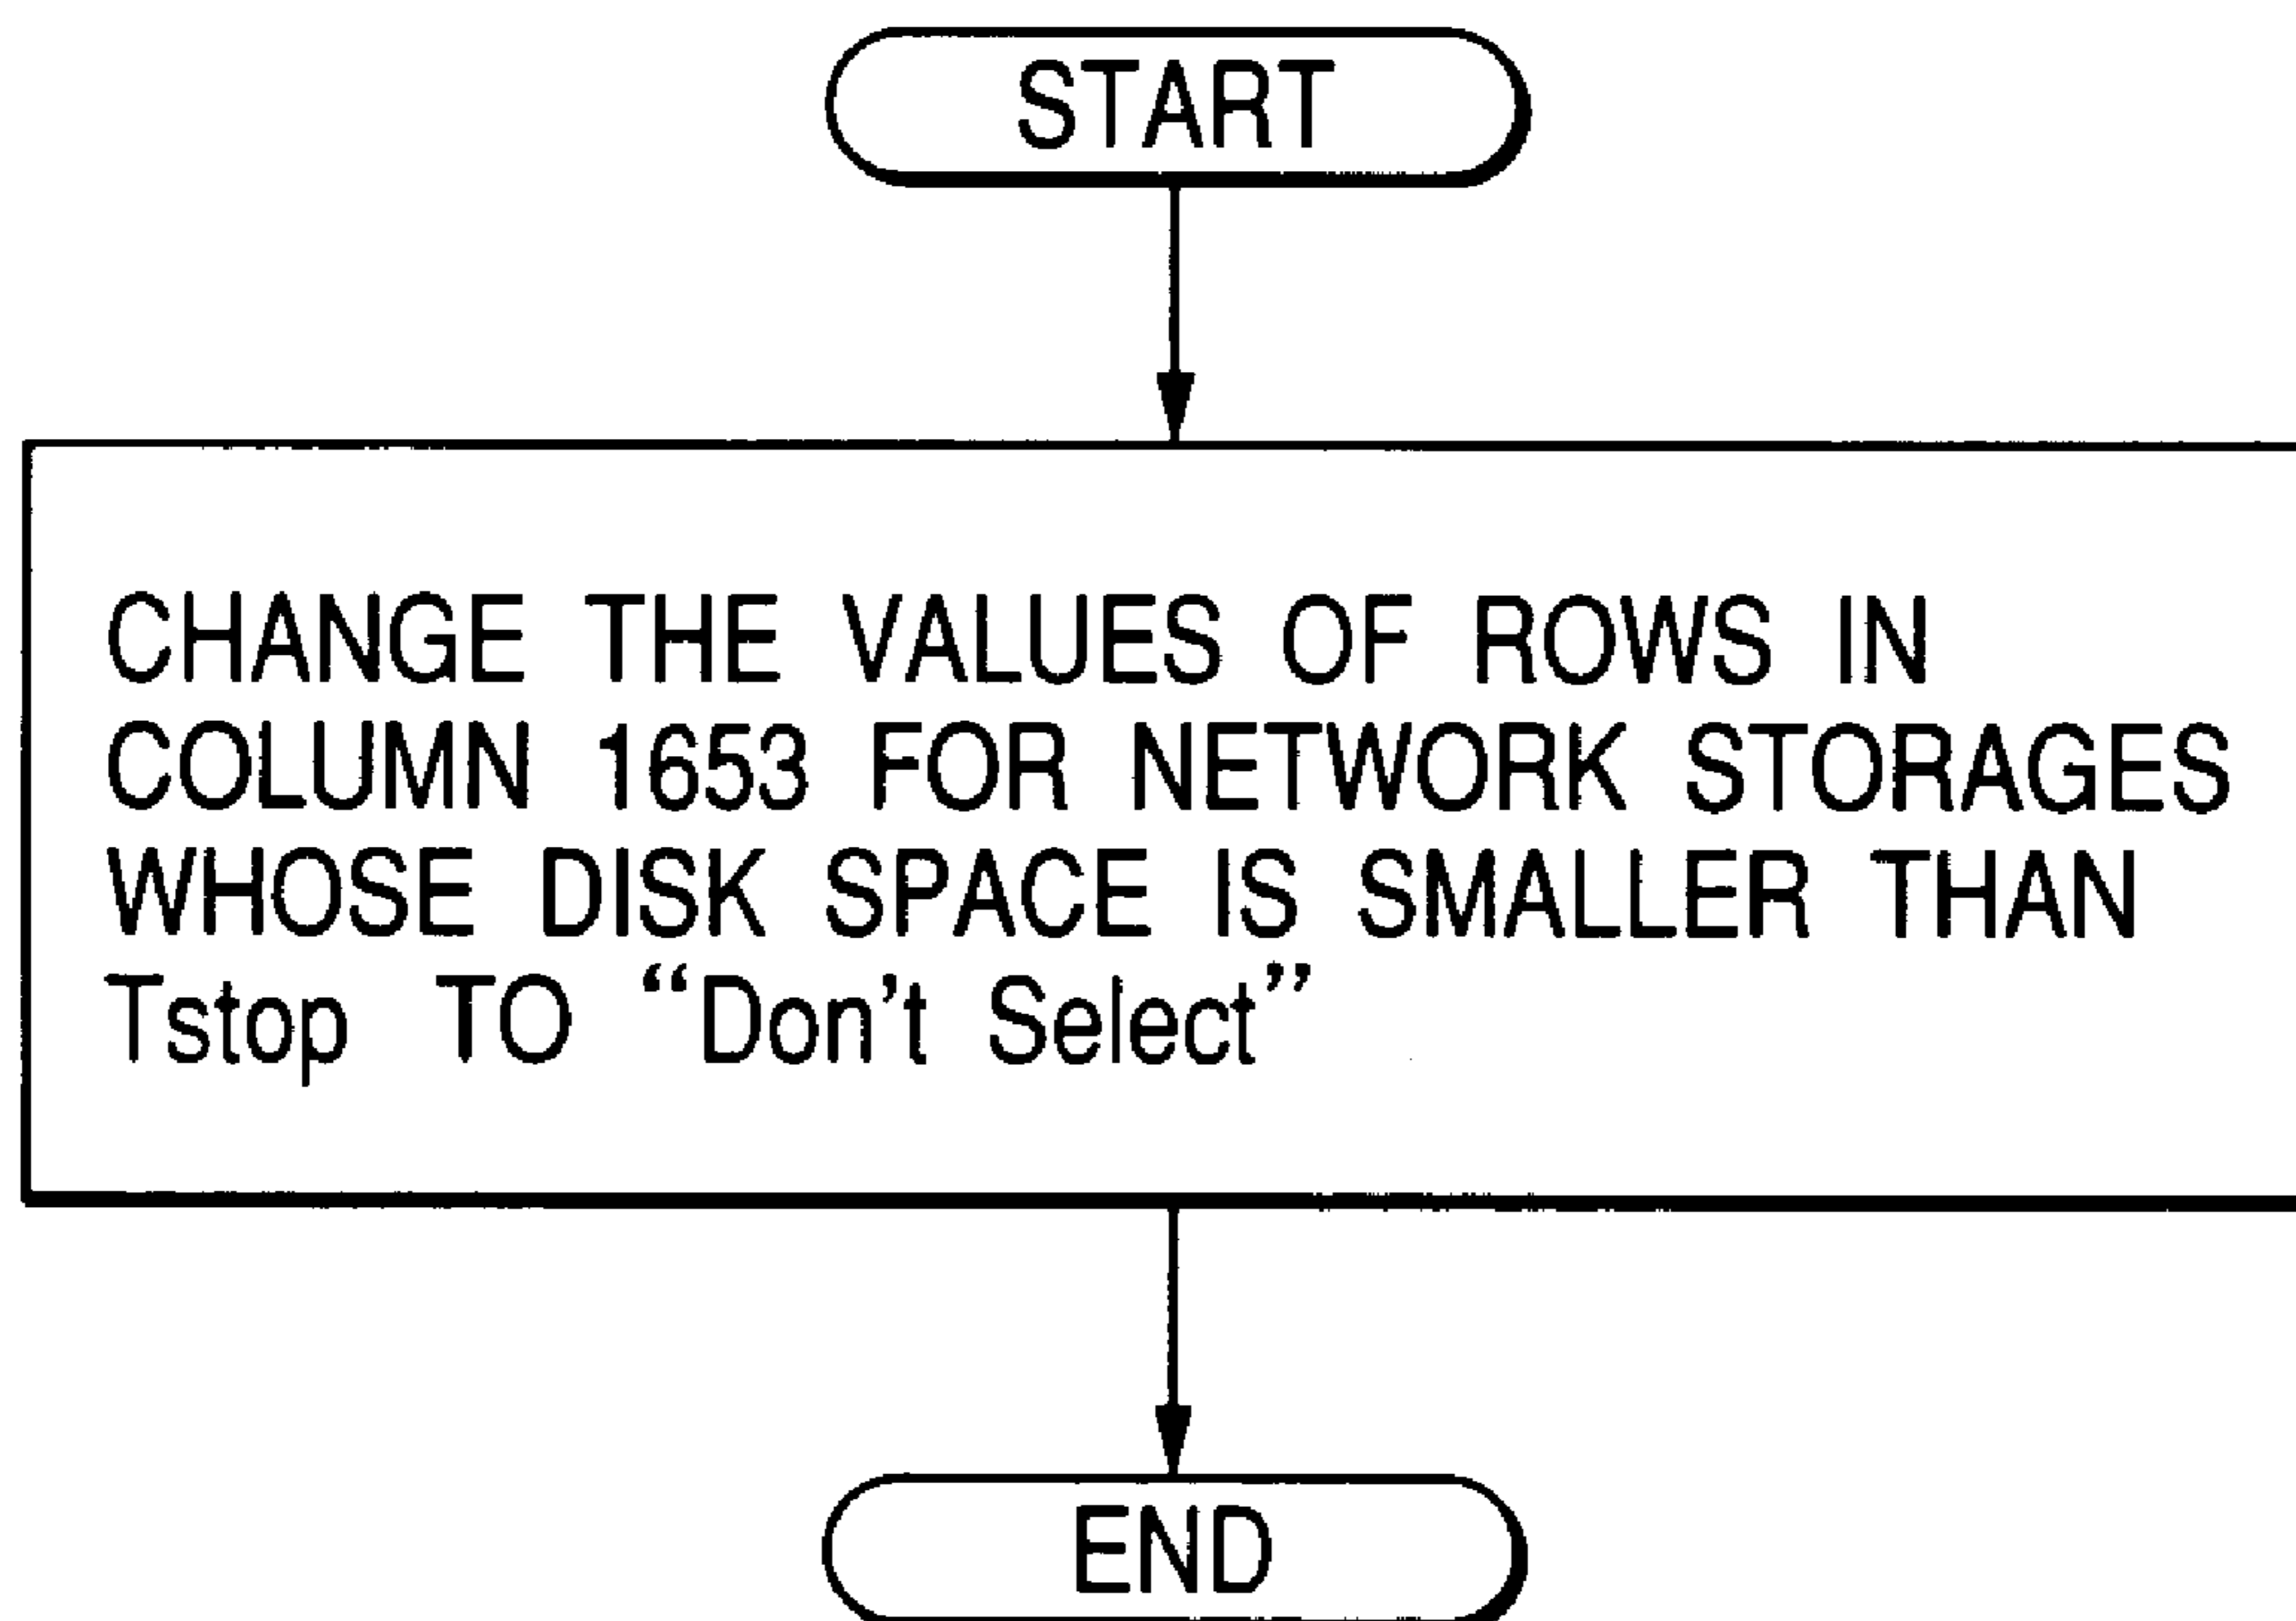 START
CHANGE THE VALUES OF ROWS IN
COLUMN 1653 FOR NETWORK STORAGES
WHOSE DISK SPACE IS SMALLER THAN
Tstop TO “Don't Select”
END